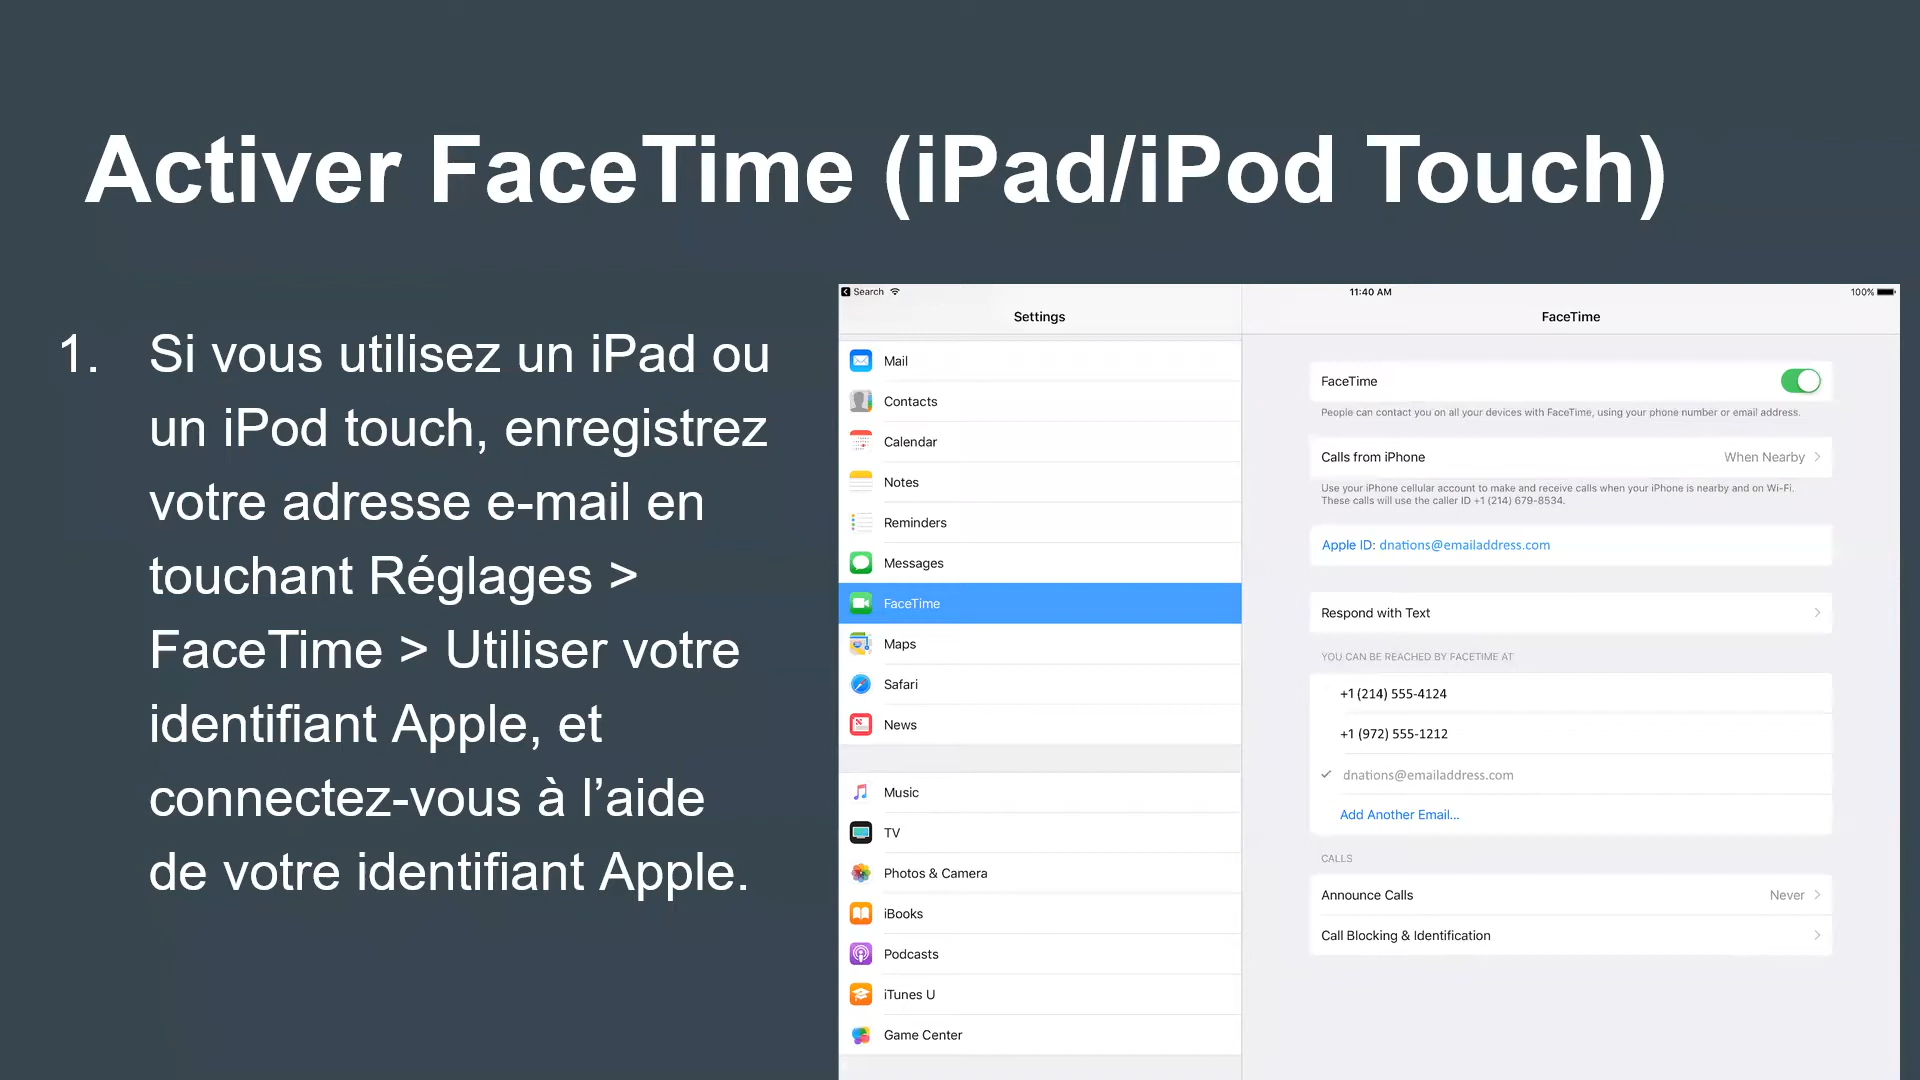 Activer FaceTime (iPad/iPod Touch)
1. Si vous utilisez un iPad ou
un iPod touch, enregistrez
votre adresse e-mail en
touchant Réglages >
FaceTime > Utiliser votre
identifiant Apple, et
connectez-vous à l’aide
de votre identifiant Apple.
Search
11:40 AM
100%
Settings
Mail
Contacts
Calendar
Notes
Reminders
Messages
FaceTime
Maps
Safari
News
Music
TV
Photos & Camera
iBooks
Podcasts
iTunes U
Game Center
FaceTime
FaceTime
People can contact you on all your devices with FaceTime, using your phone number or email address.
Calls from iPhone When Nearby
Use your iPhone cellular account to make and receive calls when your iPhone is nearby and on Wi-Fi.
These calls will use the caller ID +1 (214) 679-8534.
Apple ID: dnations@emailaddress.com
Respond with Text
YOU CAN BE REACHED BY FACETIME AT
+1 (214) 555-4124
+1 (972) 555-1212
dnations@emailaddress.com
Add Another Email...
CALLS
Announce Calls Never
Call Blocking & Identification